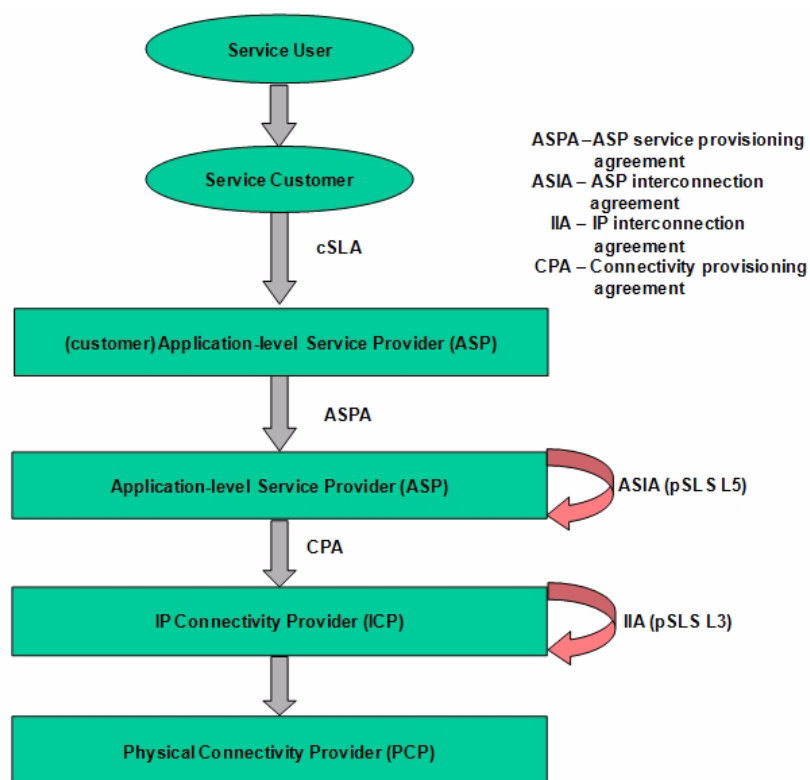 Service User
ASPA – ASP service provisioning
agreement
ASIA – ASP interconnection
agreement
IIA – IP interconnection
agreement
CPA – Connectivity provisioning
agreement
Service Customer
cSLA
(customer) Application-level Service Provider (ASP)
ASPA
Application-level Service Provider (ASP)
ASIA (pSLS L5)
CPA
IP Connectivity Provider (ICP)
IIA (pSLS L3)
Physical Connectivity Provider (PCP)